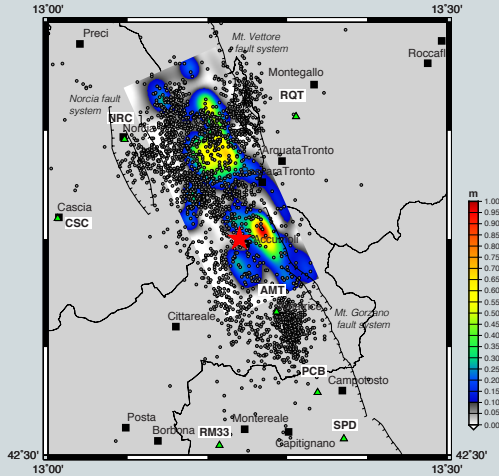 13˚00'
13˚30'
Preci
Mt. Vettore
fault system
Roccafl
Montegallo
RQT
Norcia fault
system
NRC
Norcia
ArquataTronto
Cascia
CSC
Accumoli
AMT
Mt. Gorzano
fault system
Cittareale
PCB
Campotosto
Posta
Borbona
RM33
Montereale
Capitignano
SPD
42˚30'
42˚30'
13˚00'
13˚30'
m
1.00
0.95
0.90
0.85
0.80
0.75
0.70
0.65
0.60
0.55
0.50
0.45
0.40
0.35
0.30
0.25
0.20
0.15
0.10
0.05
0.00